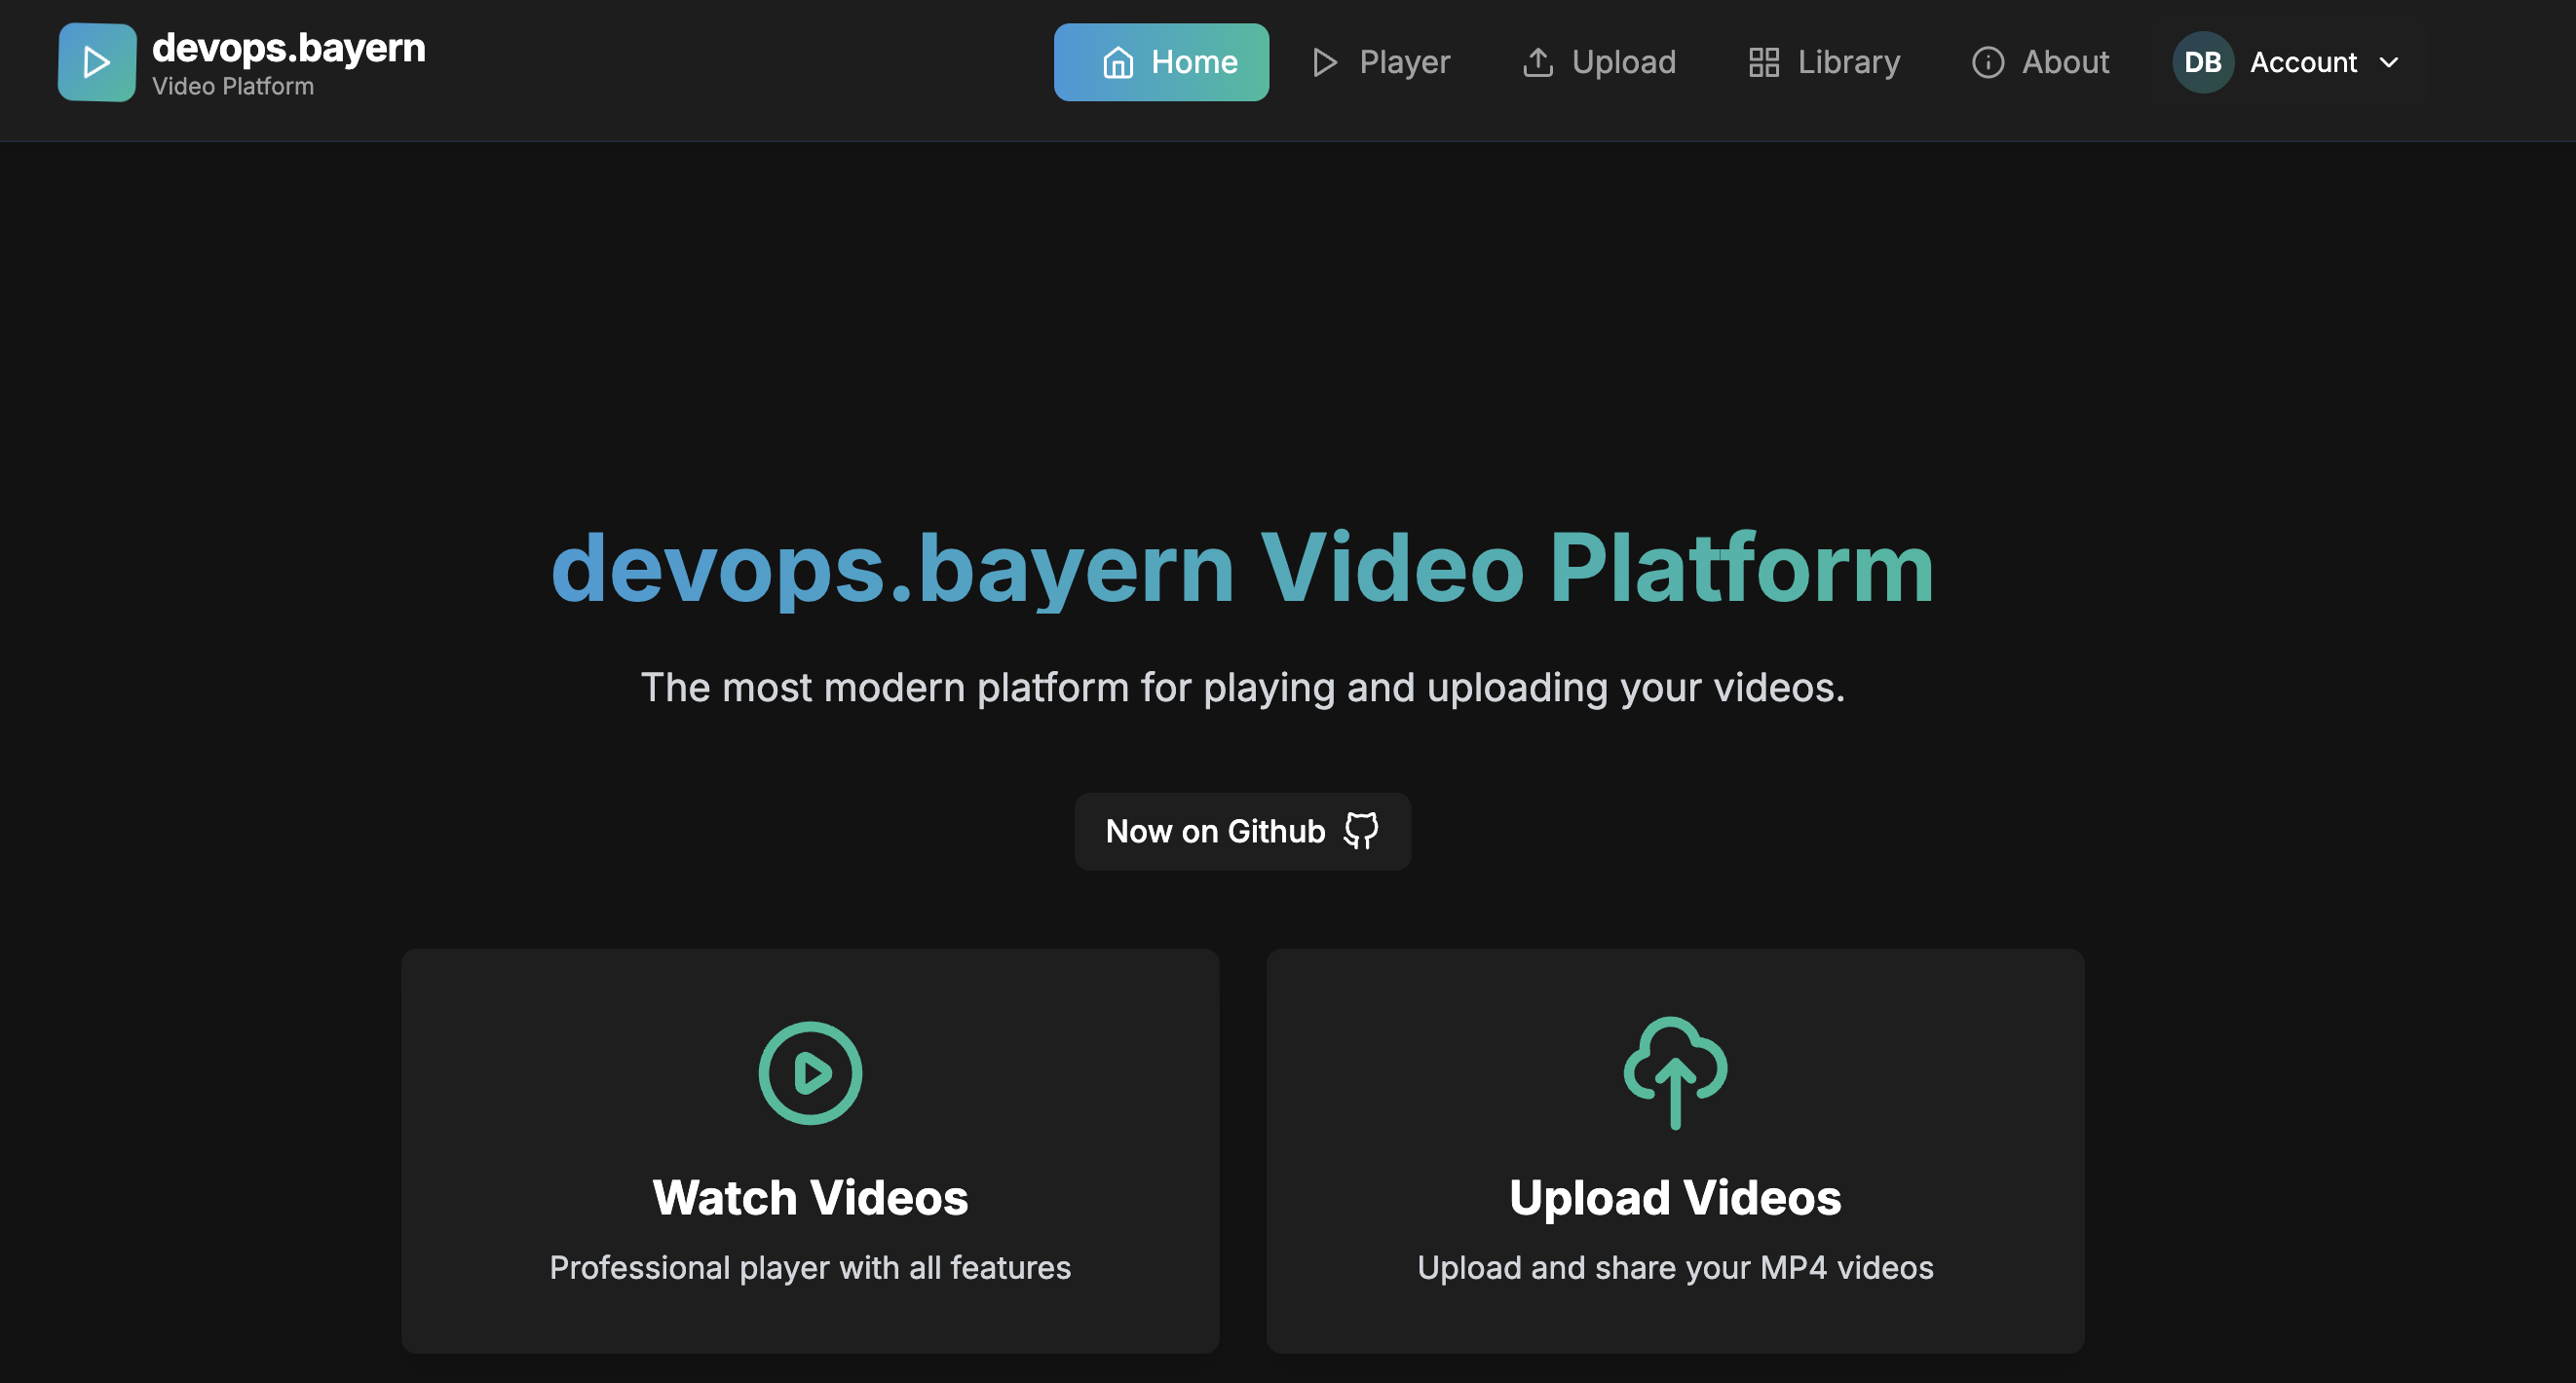 devops.bayern
Video Platform
Home
Player
Upload
Library
About
DB
Account
devops.bayern Video Platform
The most modern platform for playing and uploading your videos.
Now on Github
Watch Videos
Professional player with all features
Upload Videos
Upload and share your MP4 videos